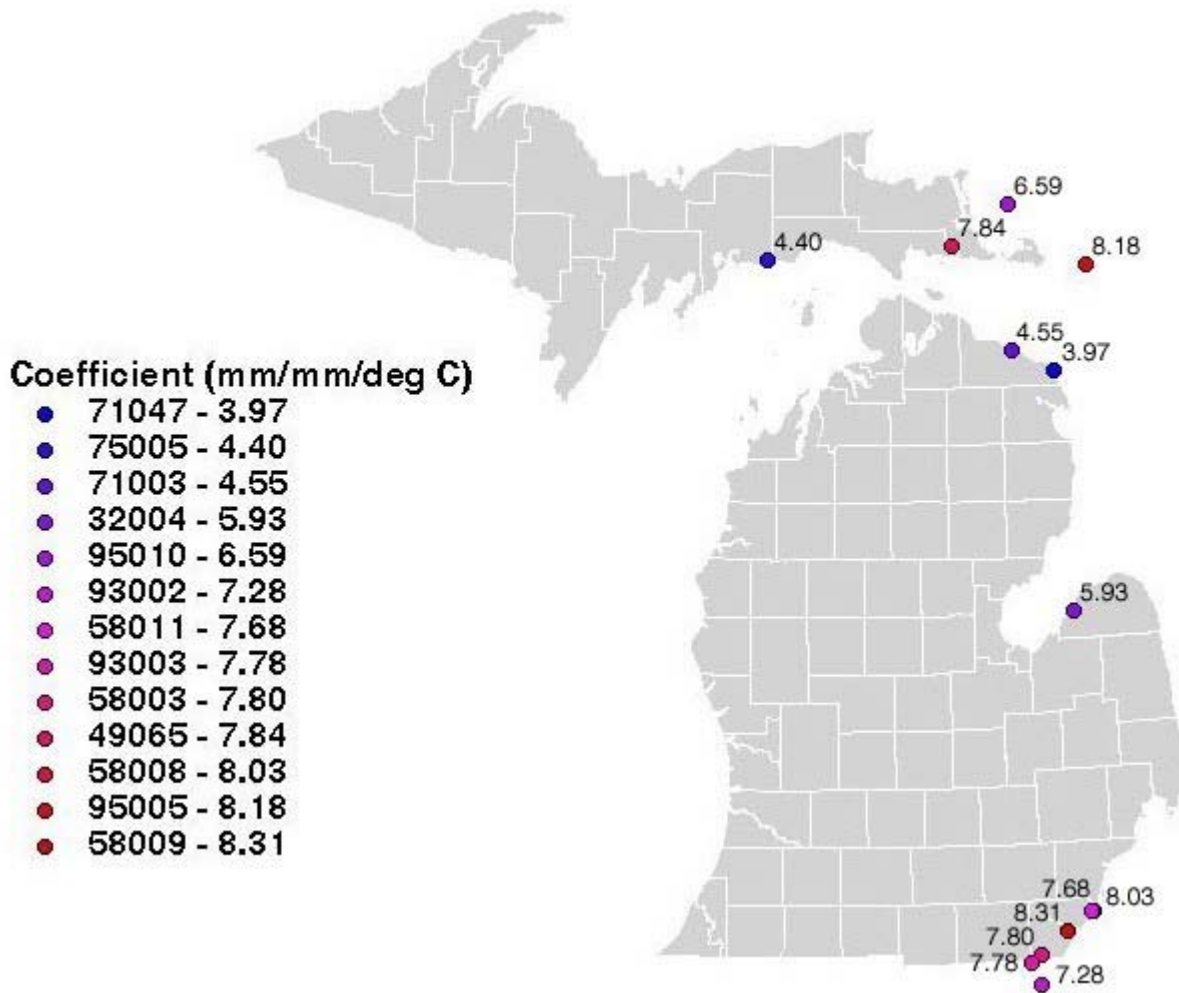 6.59
7.84
4.40
8.18
4.55
3.97
Coefficient (mm/mm/deg C)
71047 - 3.97
75005 - 4.40
71003 - 4.55
32004 - 5.93
95010 - 6.59
93002 - 7.28
58011 - 7.68
93003 - 7.78
58003 - 7.80
49065 - 7.84
58008 - 8.03
95005 - 8.18
58009 - 8.31
5.93
7.68
8.03
8.31
7.80
7.78
7.28